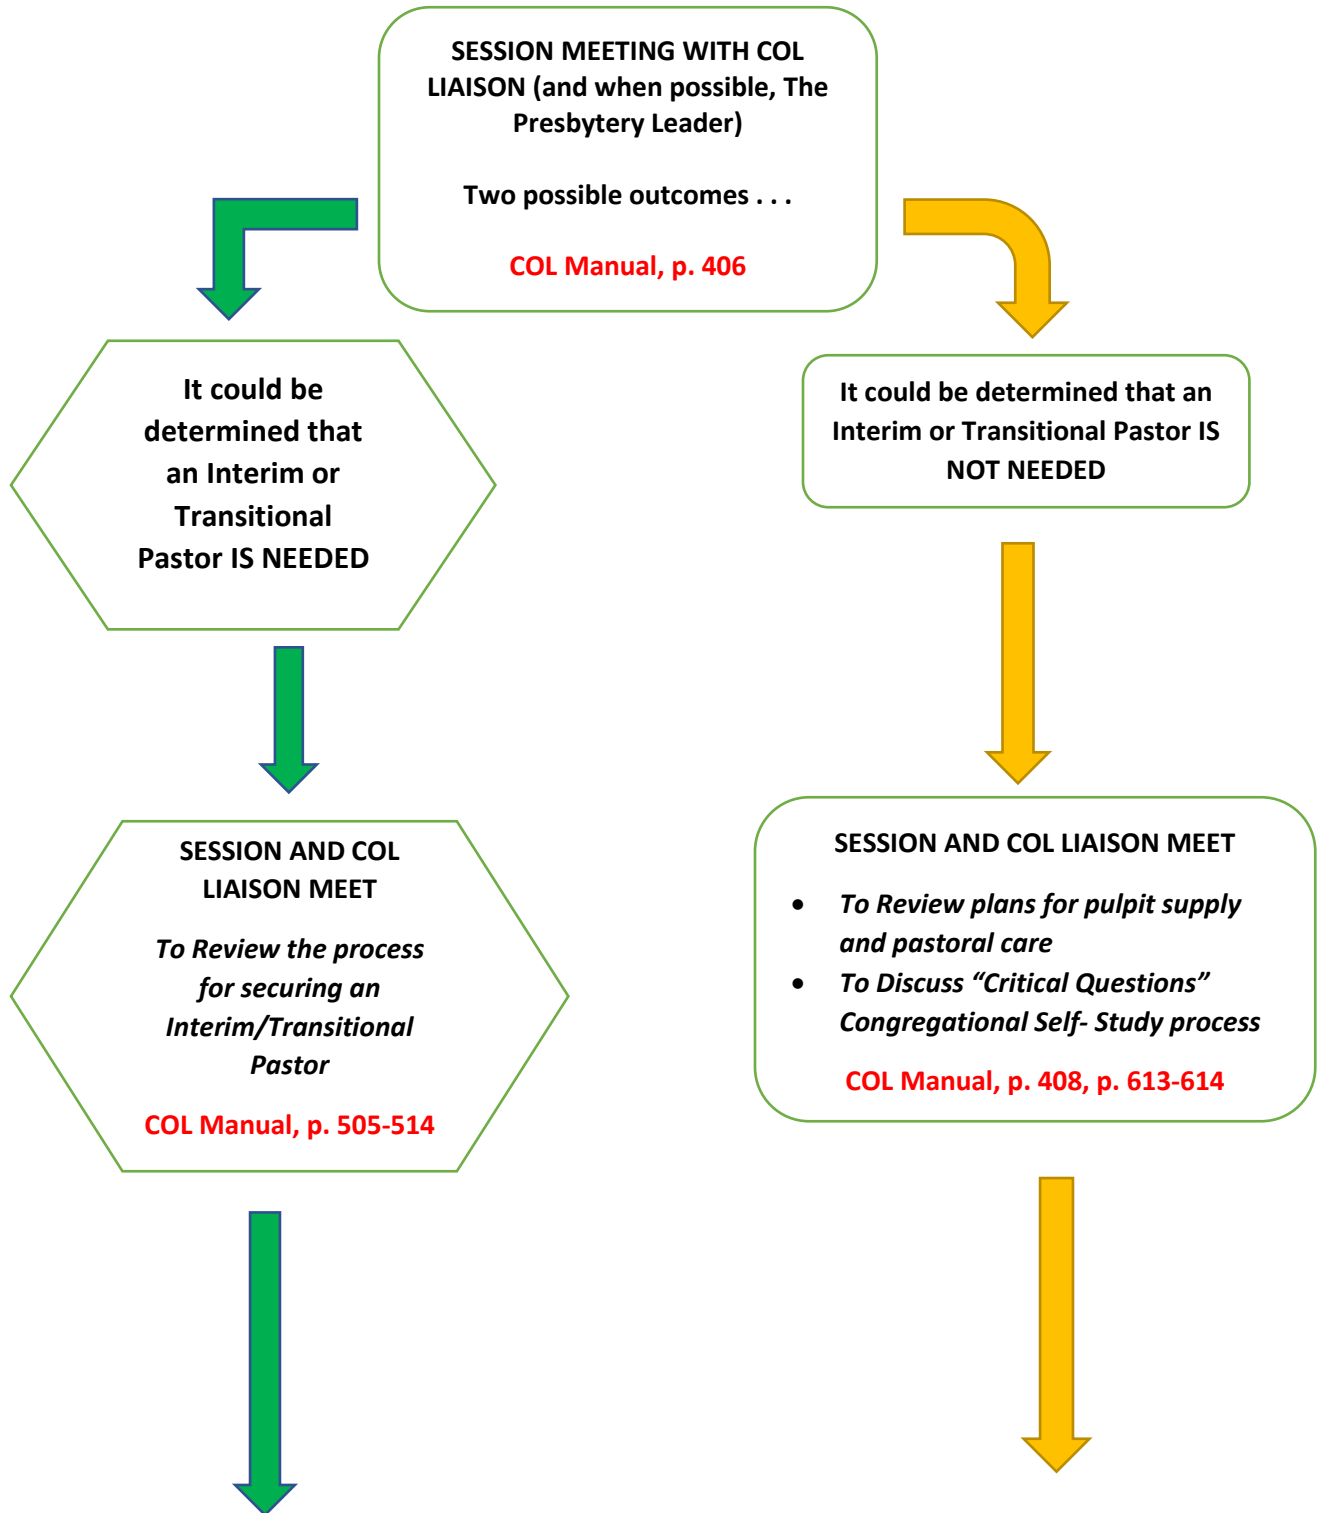 SESSION MEETING WITH COL
LIAISON (and when possible, The
Presbytery Leader)
Two possible outcomes . . .
COL Manual, p. 406
It could be
determined that
an Interim or
Transitional
Pastor IS NEEDED
It could be determined that an
Interim or Transitional Pastor IS
NOT NEEDED
SESSION AND COL
LIAISON MEET
To Review the process
for securing an
Interim/Transitional
Pastor
COL Manual, p. 505-514
SESSION AND COL LIAISON MEET
• To Review plans for pulpit supply
and pastoral care
• To Discuss “Critical Questions”
Congregational Self- Study process
COL Manual, p. 408, p. 613-614